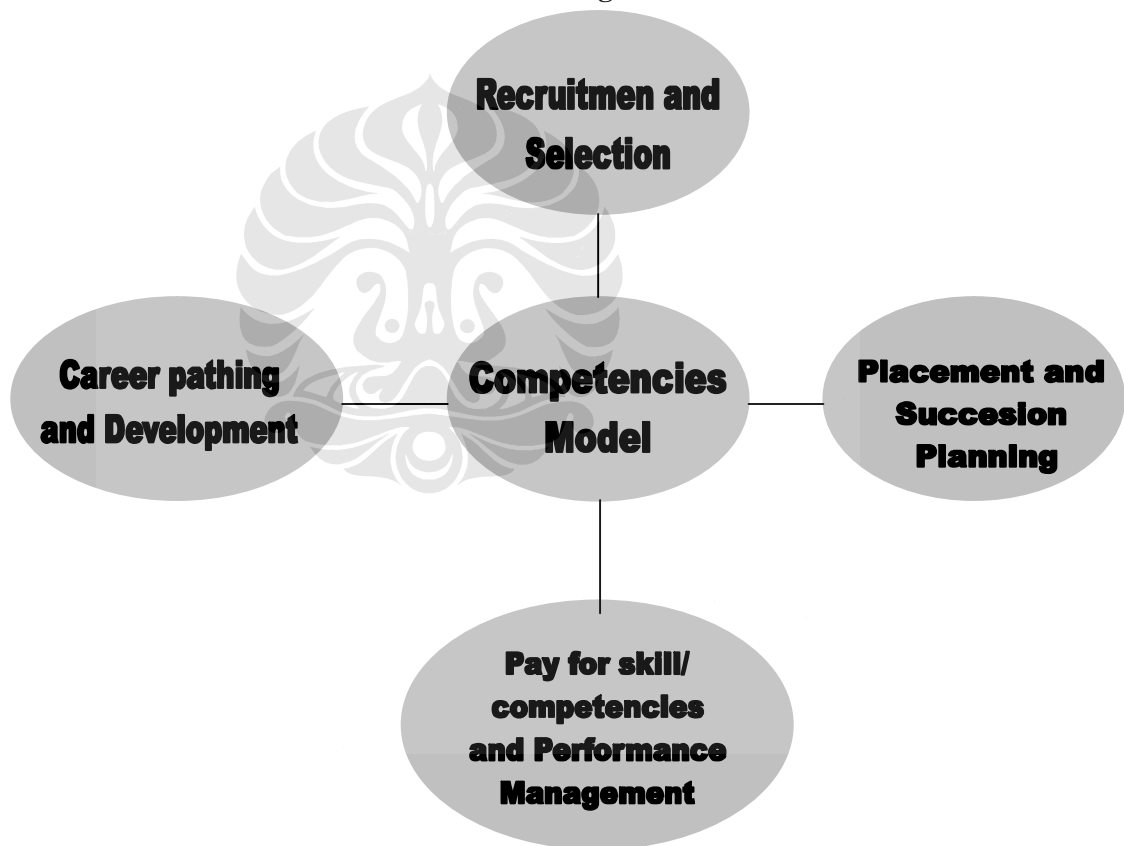 Recruitmen and
Selection
Career pathing
and Development
Competencies
Model
Placement and
Succesion
Planning
Pay for skill/
competencies
and Performance
Management